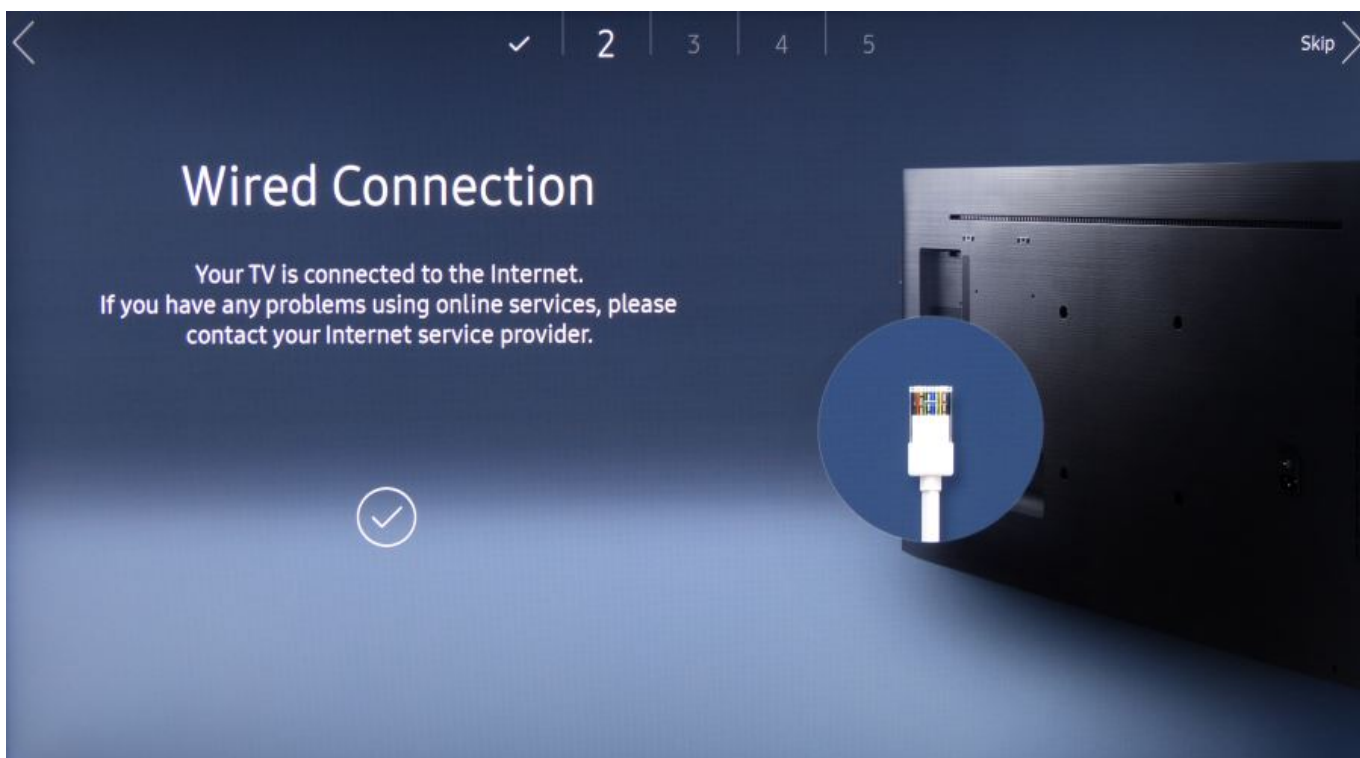 2 3 4 5
Skip
Wired Connection
Your TV is connected to the Internet.
If you have any problems using online services, please
contact your Internet service provider.